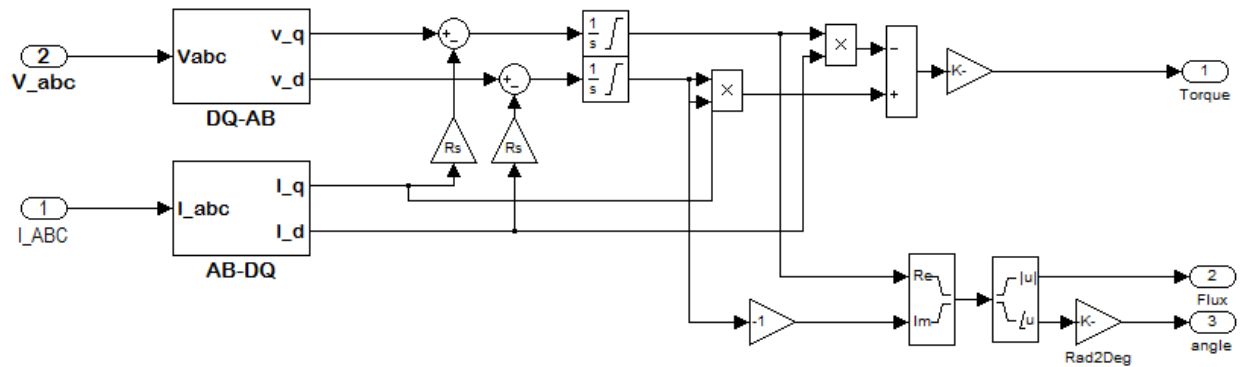 2
V_abc
Vabc
v_q
v_d
DQ-AB
+
−
+
−
1
s
1
s
×
×
−
+
K-
1
Torque
Rs
Rs
1
I_ABC
I_abc
I_q
I_d
AB-DQ
-1
Re
Im
|u|
∠u
K-
Rad2Deg
2
Flux
3
angle